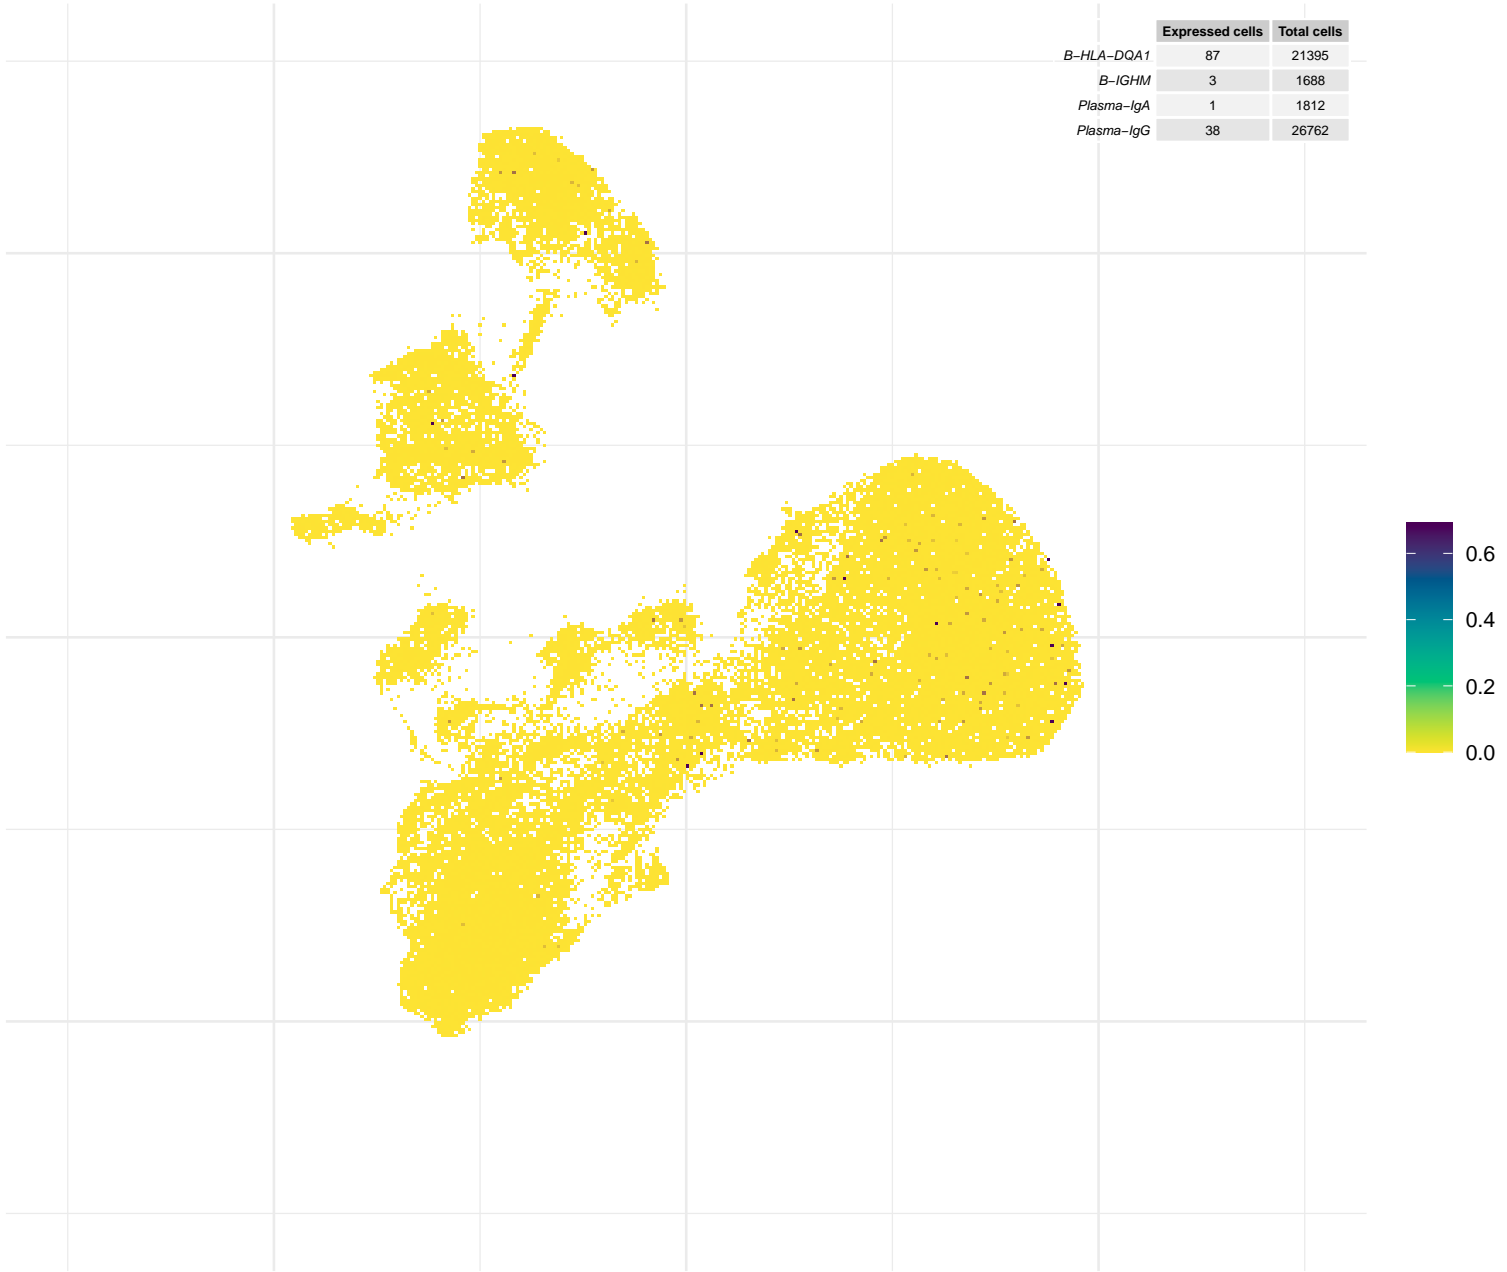 Expressed cells Total cells
B−HLA−DQA1 87 21395
B−IGHM 3 1688
Plasma−IgA 1 1812
Plasma−IgG 38 26762
0.6
0.4
0.2
0.0